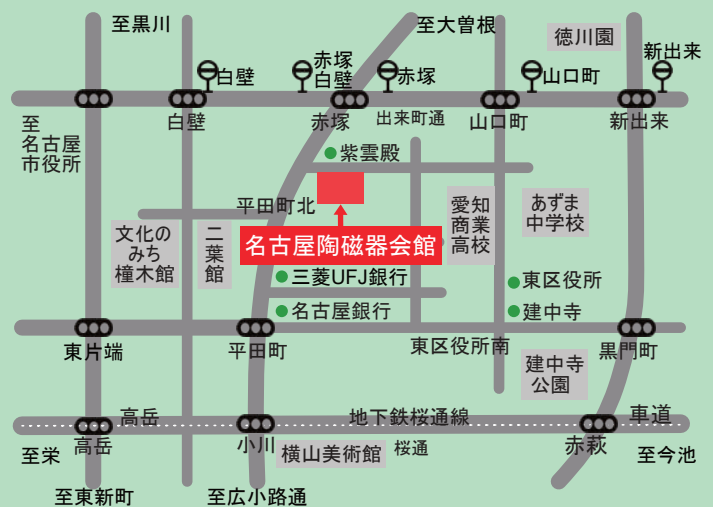 至黒川
至大曽根
徳川園
新出来
白壁
赤塚
白壁
赤塚
山口町
至
名古屋
市役所
白壁
赤塚
出来町通
山口町
新出来
紫雲殿
平田町北
愛知
商業
高校
あずま
中学校
文化の
みち
橦木館
二
葉
館
名古屋陶磁器会館
三菱UFJ銀行
東区役所
名古屋銀行
建中寺
東片端
平田町
東区役所南
黒門町
建中寺
公園
高岳
地下鉄桜通線
車道
至栄
高岳
小川
横山美術館
桜通
赤萩
至今池
至東新町
至広小路通